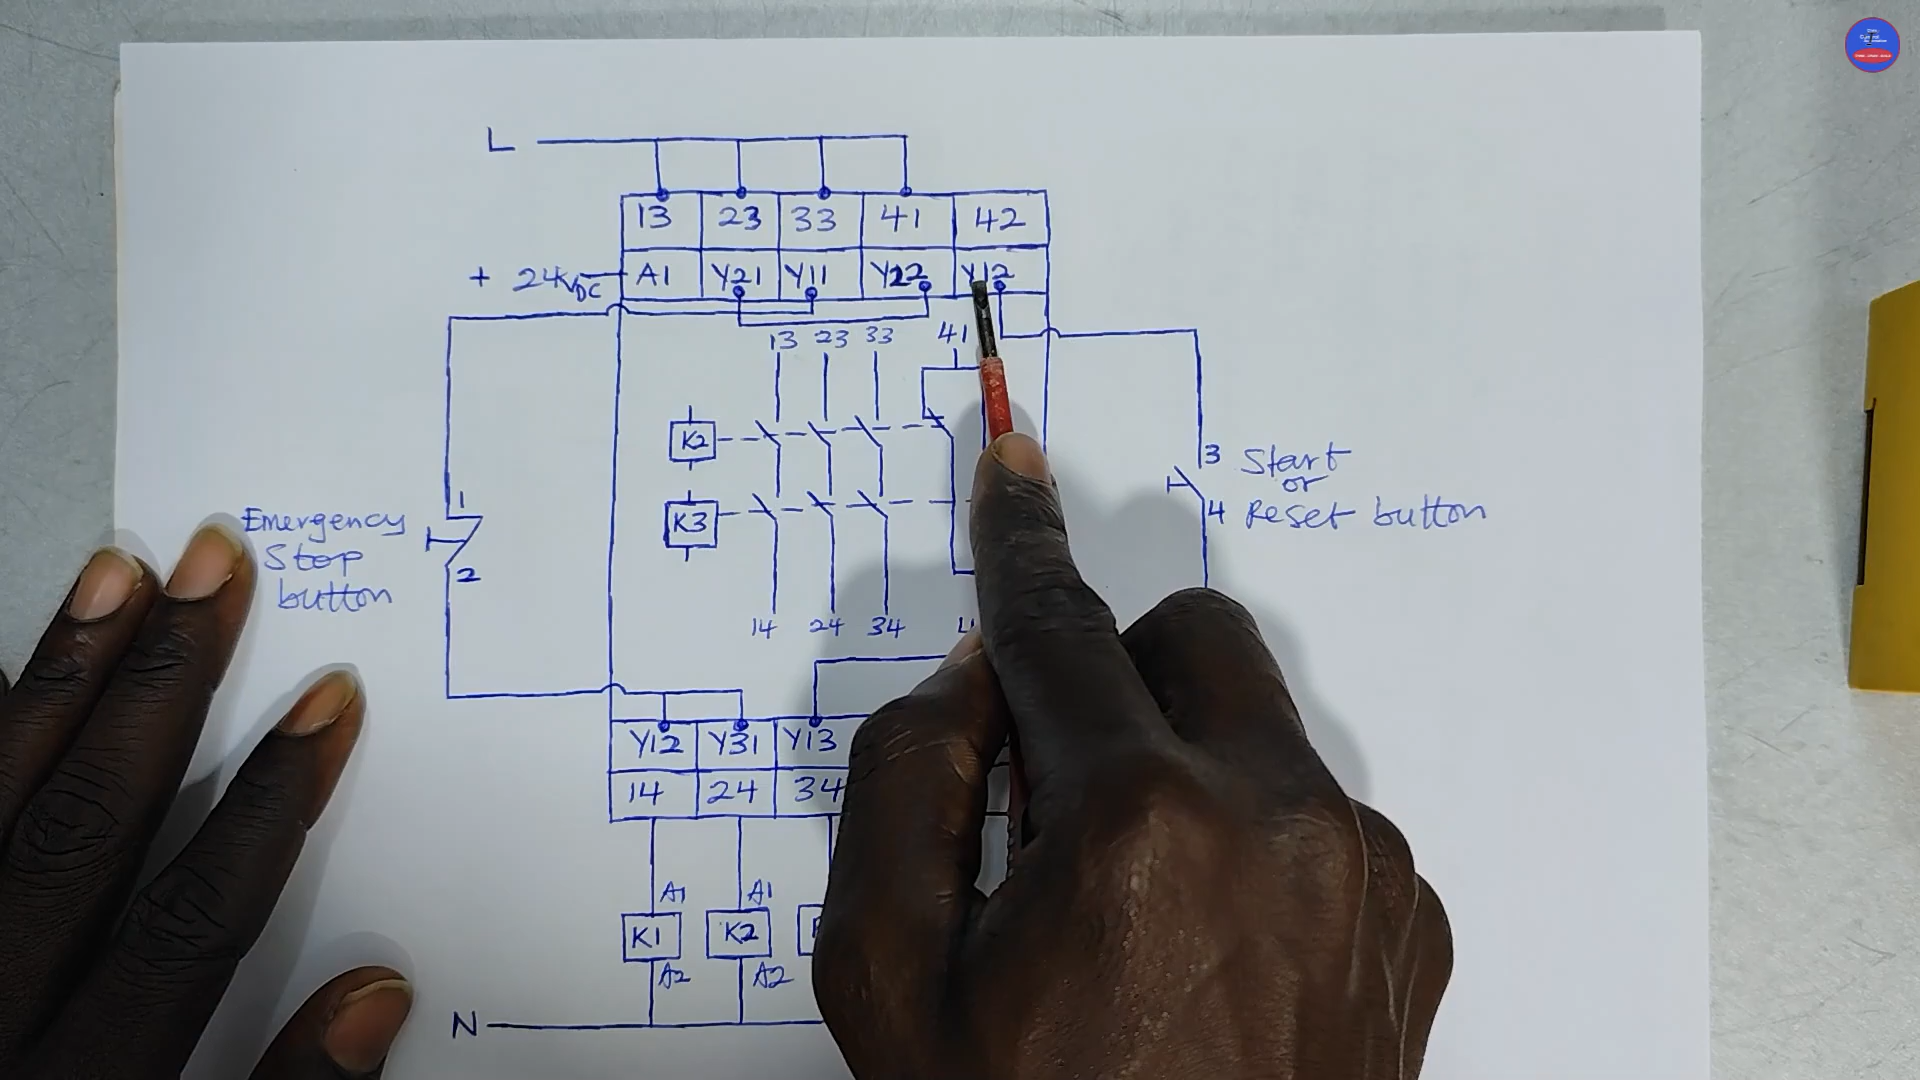 L
13 23 33 41 42
+ 24VDC A1 Y21 Y11 Y22 Y12
13 23 33 41
K2
K3
1
Emergency
Stop
button
2
3 Start
or
4 Reset button
14 24 34
Y12 Y31 Y13
14 24 34
A1 A1
K1 K2
A2 A2
N